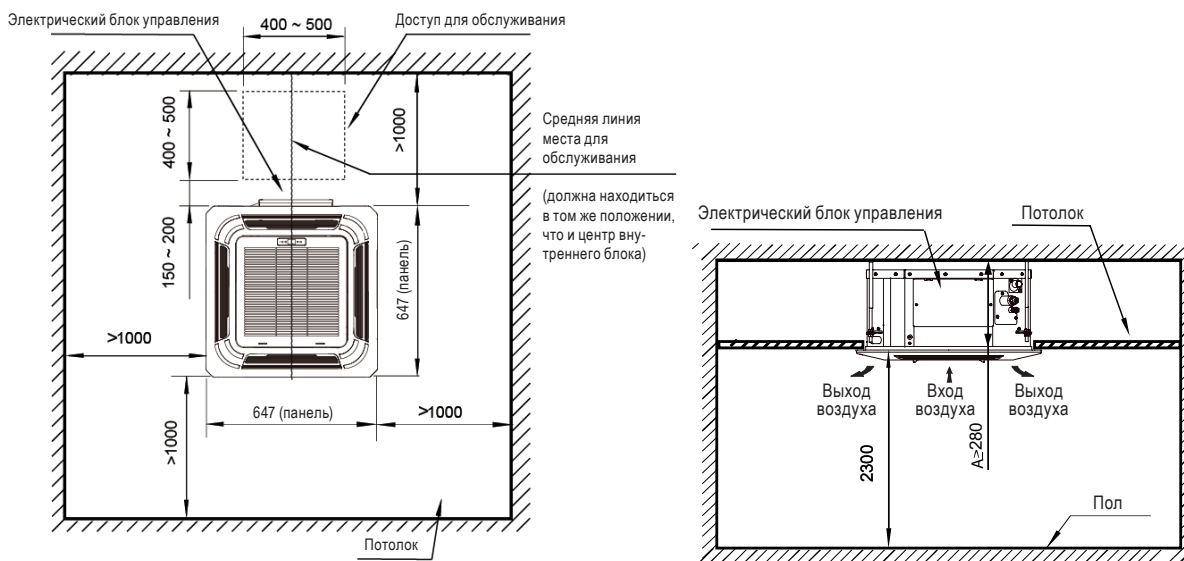 Электрический блок управления
400 ~ 500
Доступ для обслуживания
400 ~ 500
>1000
Средняя линия
места для
обслуживания
(должна находиться
в том же положении,
что и центр вну-
треннего блока)
150 ~ 200
647 (панель)
>1000
647 (панель)
>1000
>1000
Потолок
Электрический блок управления
Потолок
Выход
воздуха
Вход
воздуха
Выход
воздуха
2300
A≥280
Пол